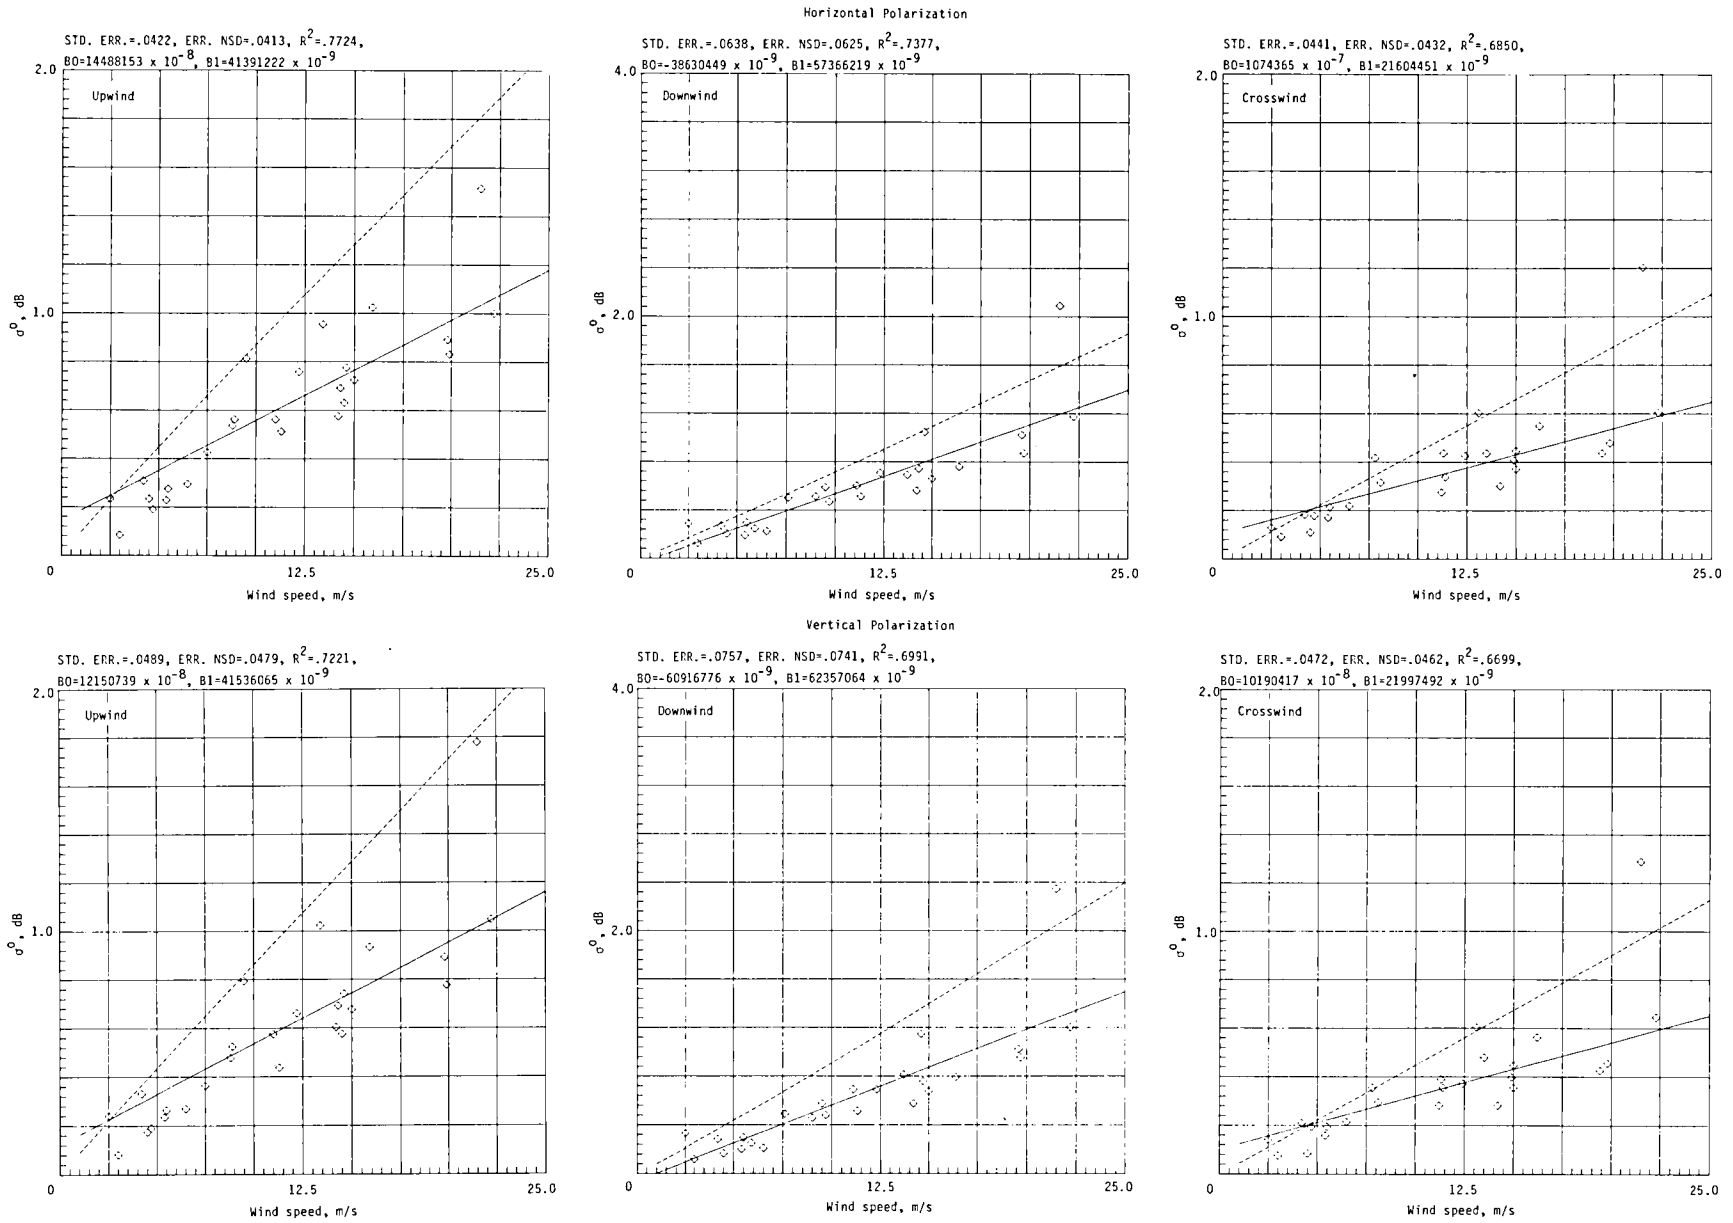 Horizontal Polarization
STD. ERR.=.0422, ERR. NSD=.0413, R²=.7724,
B0=14488153 x 10⁻⁸, B1=41391222 x 10⁻⁹
2.0
Upwind
1.0
σ⁰, dB
0
12.5
25.0
Wind speed, m/s
STD. ERR.=.0638, ERR. NSD=.0625, R²=.7377,
B0=-38630449 x 10⁻⁹, B1=57366219 x 10⁻⁹
4.0
Downwind
2.0
σ⁰, dB
0
12.5
25.0
Wind speed, m/s
STD. ERR.=.0441, ERR. NSD=.0432, R²=.6850,
B0=1074365 x 10⁻⁷, B1=21604451 x 10⁻⁹
2.0
Crosswind
1.0
σ⁰, dB
0
12.5
25.0
Wind speed, m/s
Vertical Polarization
STD. ERR.=.0489, ERR. NSD=.0479, R²=.7221,
B0=12150739 x 10⁻⁸, B1=41536065 x 10⁻⁹
2.0
Upwind
1.0
σ⁰, dB
0
12.5
25.0
Wind speed, m/s
STD. ERR.=.0757, ERR. NSD=.0741, R²=.6991,
B0=-60916776 x 10⁻⁹, B1=62357064 x 10⁻⁹
4.0
Downwind
2.0
σ⁰, dB
0
12.5
25.0
Wind speed, m/s
STD. ERR.=.0472, ERR. NSD=.0462, R²=.6699,
B0=10190417 x 10⁻⁸, B1=21997492 x 10⁻⁹
2.0
Crosswind
1.0
σ⁰, dB
0
12.5
25.0
Wind speed, m/s